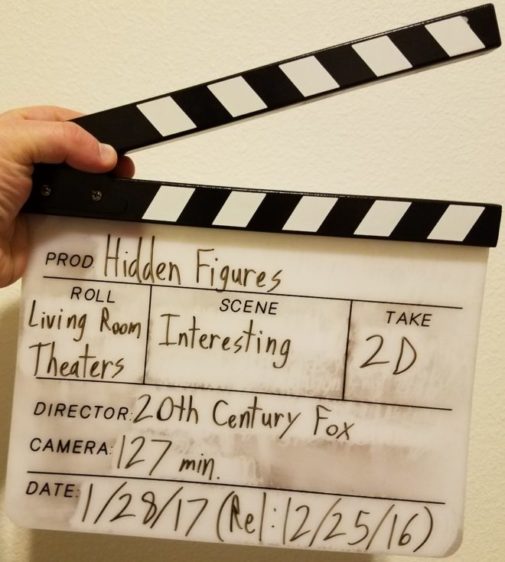 PROD Hidden Figures
ROLL SCENE TAKE
Living Room Theaters Interesting 2D
DIRECTOR: 20th Century Fox
CAMERA: 127 min.
DATE: 1/28/17 (Rel: 12/25/16)